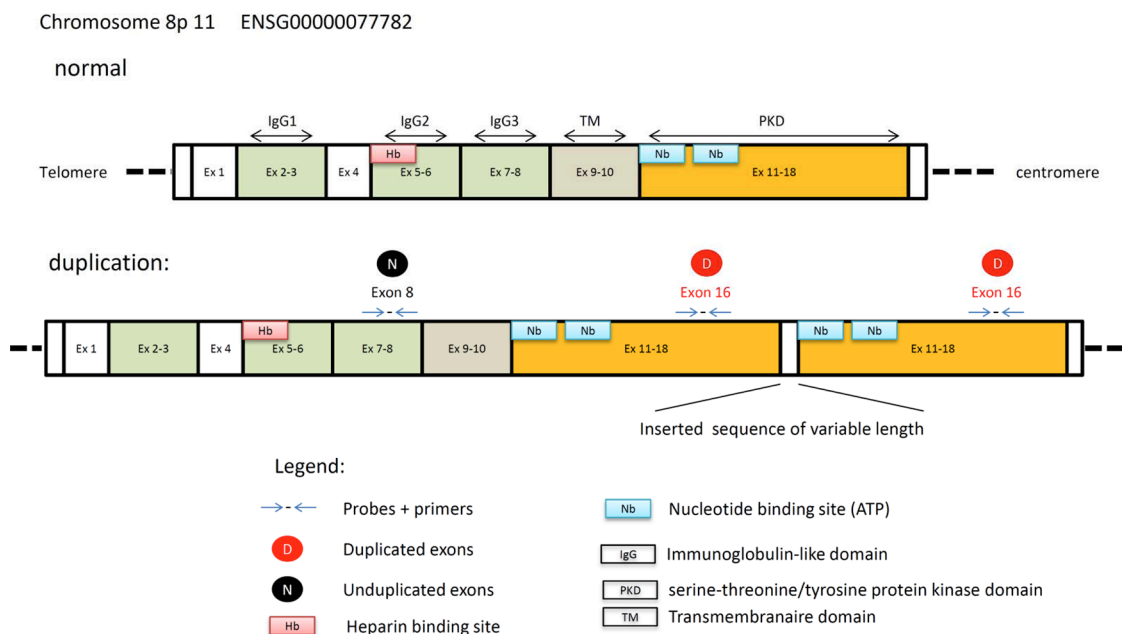 Chromosome 8p 11 ENSG00000077782
normal
IgG1 IgG2 IgG3 TM PKD
Hb Nb Nb
Telomere Ex 1 Ex 2-3 Ex 4 Ex 5-6 Ex 7-8 Ex 9-10 Ex 11-18 centromere
duplication: N D D
Exon 8 Exon 16 Exon 16
Hb Nb Nb Nb Nb
Ex 1 Ex 2-3 Ex 4 Ex 5-6 Ex 7-8 Ex 9-10 Ex 11-18 Ex 11-18
Inserted sequence of variable length
Legend:
Probes + primers
D Duplicated exons
N Unduplicated exons
Hb Heparin binding site
Nb Nucleotide binding site (ATP)
IgG Immunoglobulin-like domain
PKD serine-threonine/tyrosine protein kinase domain
TM Transmembranaire domain